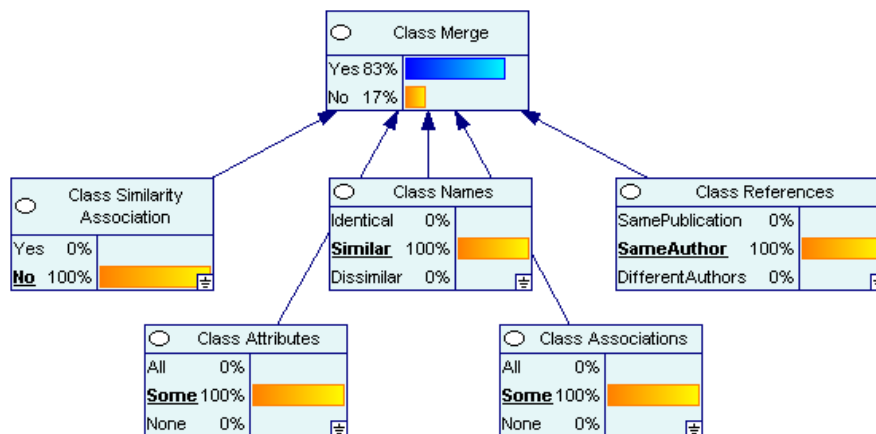 Class Merge
Yes 83%
No 17%
Class Similarity
Association
Yes 0%
No 100%
Class Names
Identical 0%
Similar 100%
Dissimilar 0%
Class References
SamePublication 0%
SameAuthor 100%
DifferentAuthors 0%
Class Attributes
All 0%
Some 100%
None 0%
Class Associations
All 0%
Some 100%
None 0%